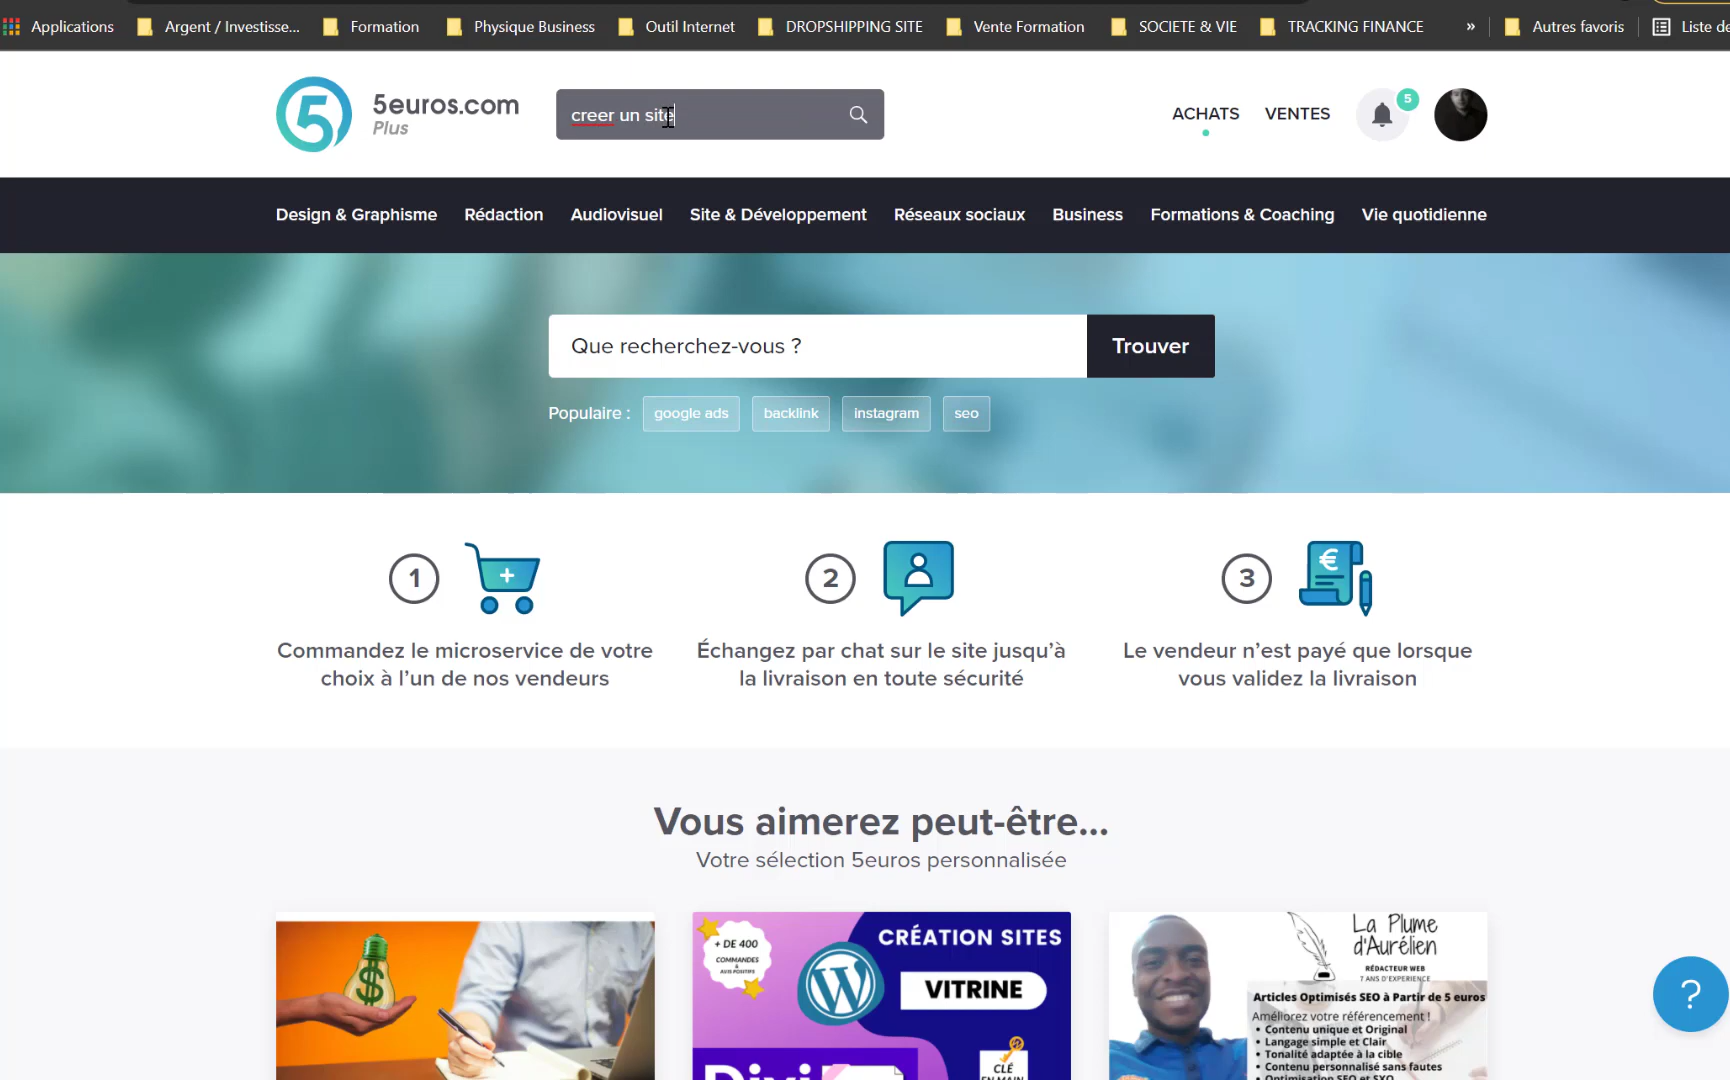 Applications
Argent / Investisse...
Formation
Physique Business
Outil Internet
DROPSHIPPING SITE
Vente Formation
SOCIETE & VIE
TRACKING FINANCE
»
Autres favoris
Liste de
5
5euros.com
Plus
creer un site
ACHATS
VENTES
5
Design & Graphisme
Rédaction
Audiovisuel
Site & Développement
Réseaux sociaux
Business
Formations & Coaching
Vie quotidienne
Que recherchez-vous ?
Trouver
Populaire :
google ads
backlink
instagram
seo
1
2
3
€
Commandez le microservice de votre
choix à l’un de nos vendeurs
Échangez par chat sur le site jusqu’à
la livraison en toute sécurité
Le vendeur n’est payé que lorsque
vous validez la livraison
Vous aimerez peut-être...
Votre sélection 5euros personnalisée
$
+ DE 400
COMMANDES
&
AVIS POSITIFS
CRÉATION SITES
VITRINE
Divi
CLÉ
EN MAIN
La Plume
d'Aurélien
RÉDACTEUR WEB
7 ANS D'EXPERIENCE
Articles Optimisés SEO à Partir de 5 euros
Améliorez votre référencement !
• Contenu unique et Original
• Langage simple et Clair
• Tonalité adaptée à la cible
• Contenu personnalisé sans fautes
• Optimisation SEO et SXO
?